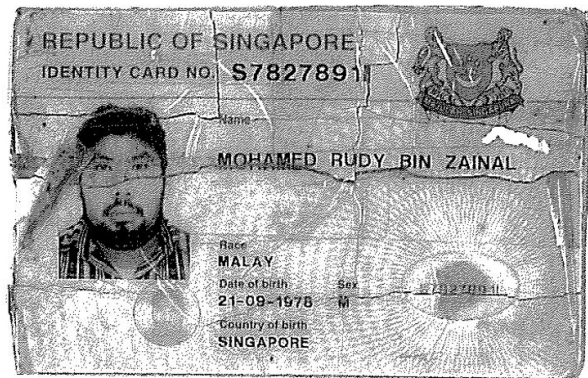 REPUBLIC OF SINGAPORE
IDENTITY CARD NO. S7827891I
Name
MOHAMED RUDY BIN ZAINAL
Race
MALAY
Date of birth Sex
21-09-1978 M
Country of birth
SINGAPORE